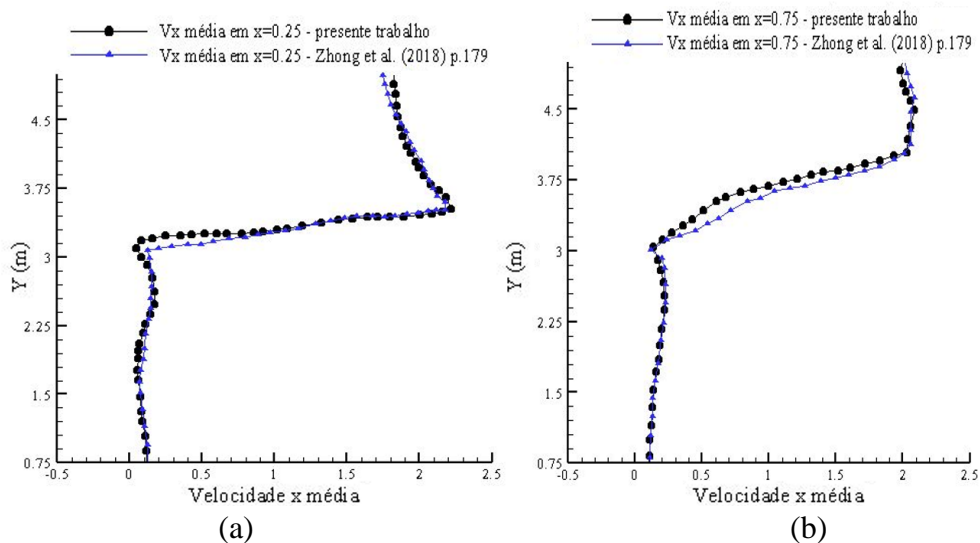 Vx média em x=0.25 - presente trabalho
Vx média em x=0.25 - Zhong et al. (2018) p.179
4.5
3.75
3
2.25
1.5
0.75
Y (m)
-0.5
0
0.5
1
1.5
2
2.5
Velocidade x média
(a)
Vx média em x=0.75 - presente trabalho
Vx média em x=0.75 - Zhong et al. (2018) p.179
4.5
3.75
3
2.25
1.5
0.75
Y (m)
-0.5
0
0.5
1
1.5
2
2.5
Velocidade x média
(b)